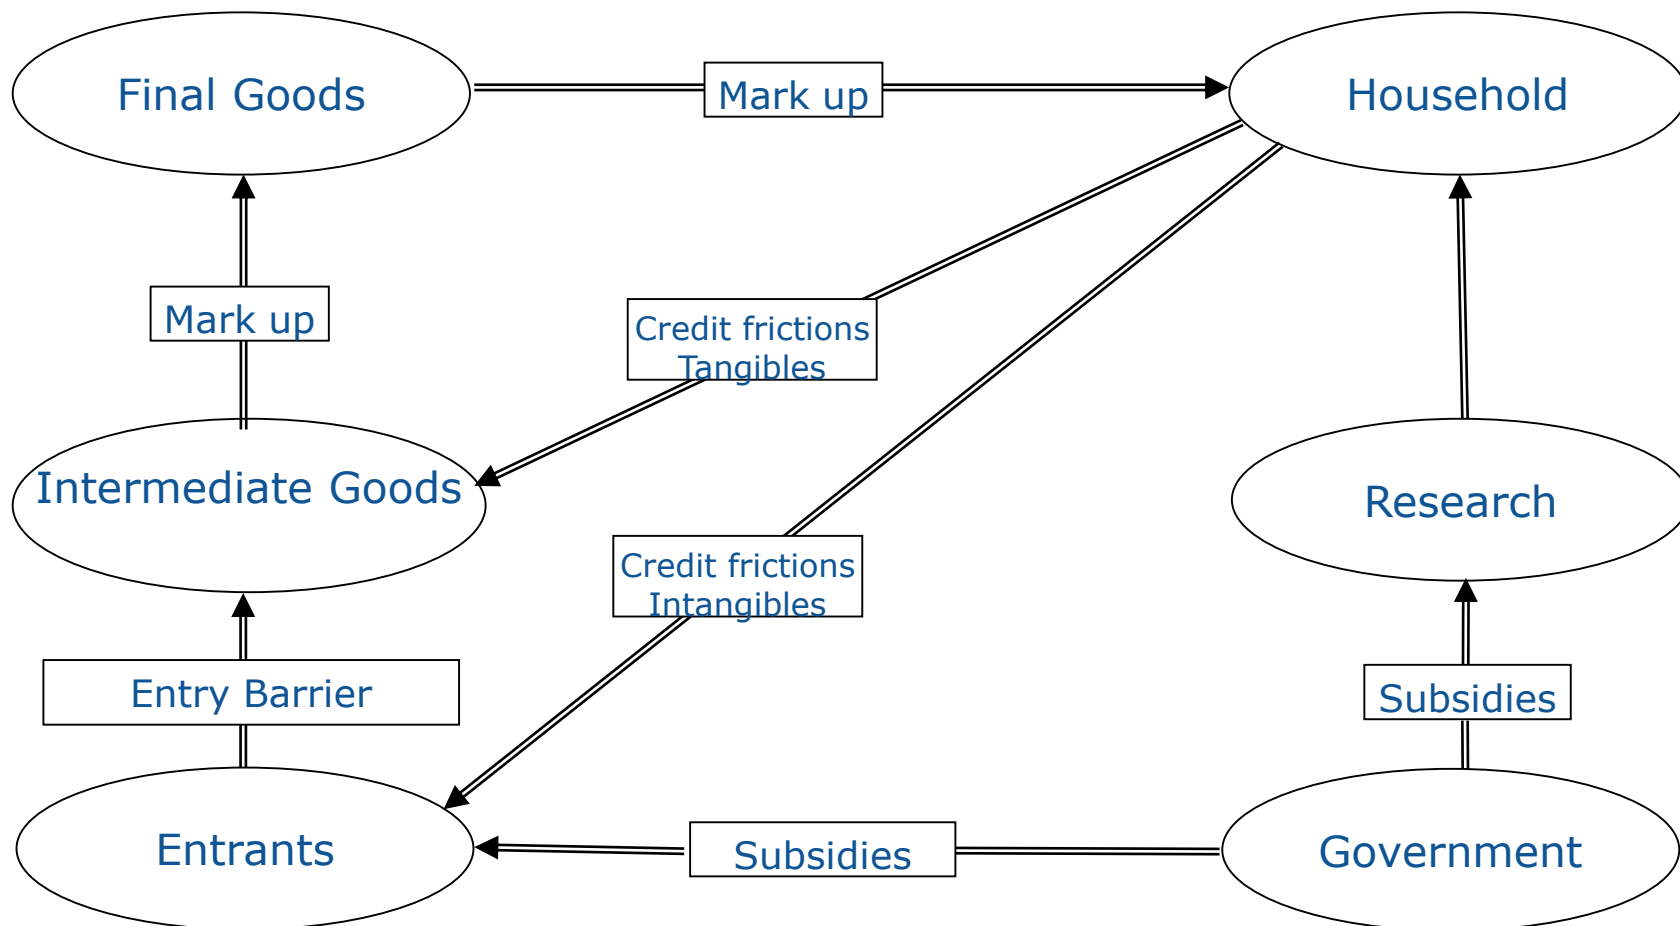 Final Goods
Mark up
Household
Mark up
Credit frictions
Tangibles
Intermediate Goods
Research
Credit frictions
Intangibles
Entry Barrier
Subsidies
Entrants
Subsidies
Government